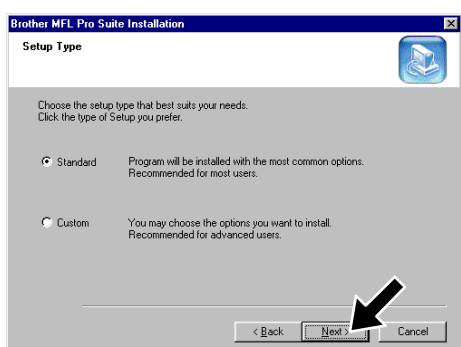 Brother MFL Pro Suite Installation
Setup Type
Choose the setup type that best suits your needs.
Click the type of Setup you prefer.
Standard
Program will be installed with the most common options.
Recommended for most users.
Custom
You may choose the options you want to install.
Recommended for advanced users.
< Back
Next >
Cancel